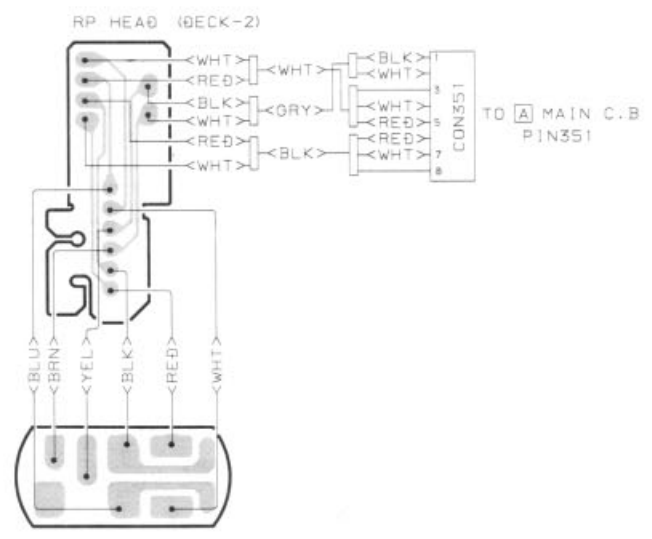 RP HEAD (DECK-2)
<WHT>
<RED>
<BLK>
<WHT>
<RED>
<WHT>
<WHT>
<GRY>
<BLK>
<BLK>
<WHT>
<WHT>
<RED>
<RED>
<WHT>
1
3
5
7
8
CON351
TO A MAIN C.B
PIN351
<BLU>
<BRN>
<YEL>
<BLK>
<RED>
<WHT>